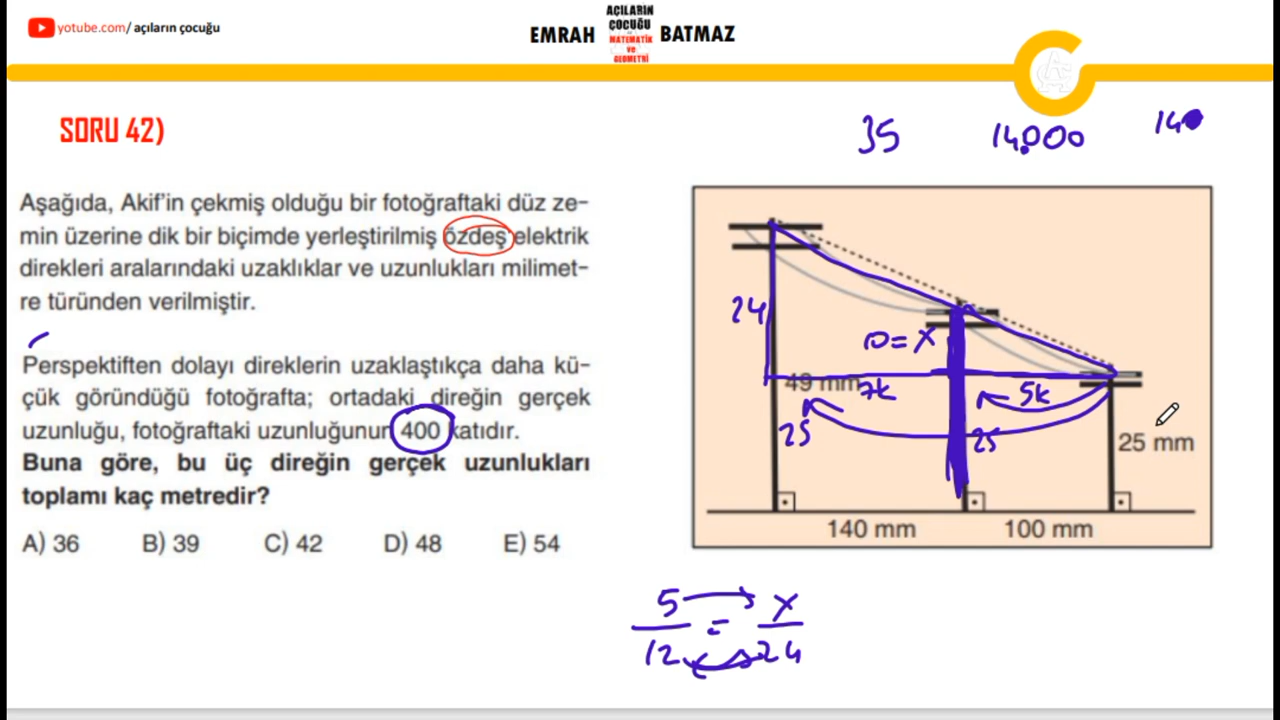 yotube.com/ açıların çocuğu
EMRAH
AÇILARIN
ÇOCUĞU
MATEMATİK
ve
GEOMETRİ
BATMAZ
SORU 42)
35
14.000
140
Aşağıda, Akif'in çekmiş olduğu bir fotoğraftaki düz ze-
min üzerine dik bir biçimde yerleştirilmiş özdeş elektrik
direkleri aralarındaki uzaklıklar ve uzunlukları milimet-
re türünden verilmiştir.
Perspektiften dolayı direklerin uzaklaştıkça daha kü-
çük göründüğü fotoğrafta; ortadaki direğin gerçek
uzunluğu, fotoğraftaki uzunluğunun 400 katıdır.
Buna göre, bu üç direğin gerçek uzunlukları
toplamı kaç metredir?
A) 36 B) 39 C) 42 D) 48 E) 54
24
10=x
49 mm
7k
5k
25
25
25 mm
140 mm
100 mm
5 x
=
12 24